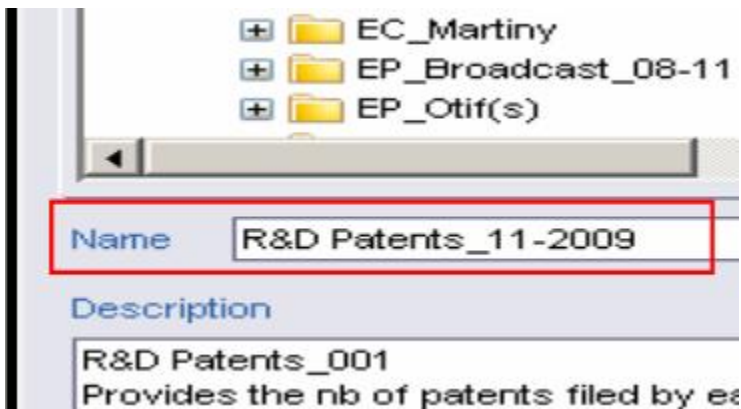 EC_Martiny
EP_Broadcast_08-11
EP_Otif(s)
Name R&D Patents_11-2009
Description
R&D Patents_001
Provides the nb of patents filed by